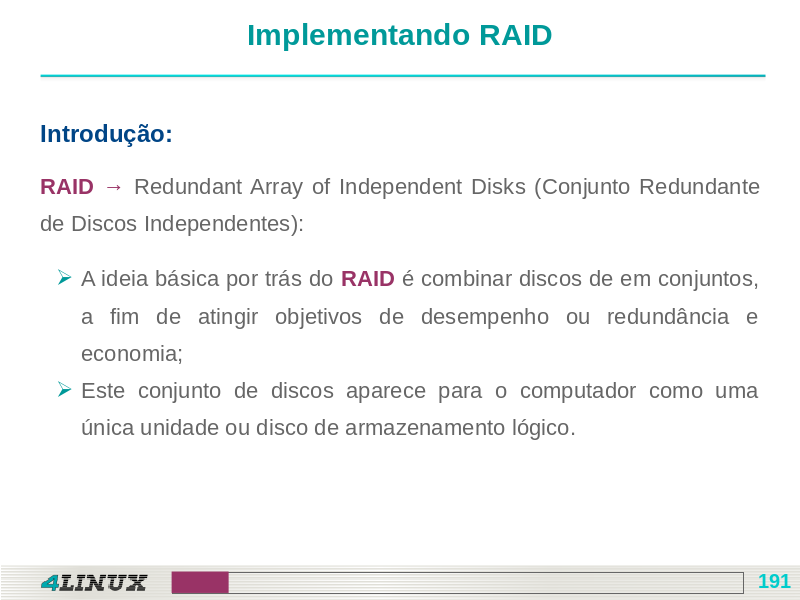 Implementando RAID
Introdução:
RAID → Redundant Array of Independent Disks (Conjunto Redundante
de Discos Independentes):
➢ A ideia básica por trás do RAID é combinar discos de em conjuntos,
a fim de atingir objetivos de desempenho ou redundância e
economia;
➢ Este conjunto de discos aparece para o computador como uma
única unidade ou disco de armazenamento lógico.
4LINUX
191